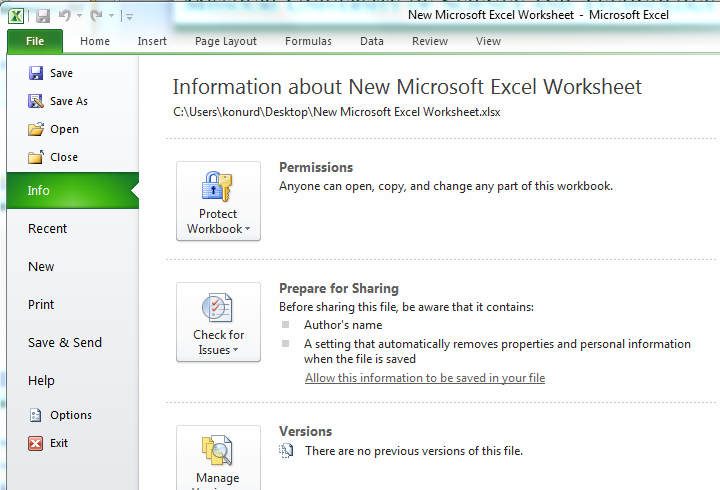 New Microsoft Excel Worksheet - Microsoft Excel
File Home Insert Page Layout Formulas Data Review View
Save
Save As
Open
Close
Info
Recent
New
Print
Save & Send
Help
Options
Exit
Information about New Microsoft Excel Worksheet
C:\Users\konurd\Desktop\New Microsoft Excel Worksheet.xlsx
Protect
Workbook
Permissions
Anyone can open, copy, and change any part of this workbook.
Check for
Issues
Prepare for Sharing
Before sharing this file, be aware that it contains:
Author's name
A setting that automatically removes properties and personal information
when the file is saved
Allow this information to be saved in your file
Manage
Versions
There are no previous versions of this file.